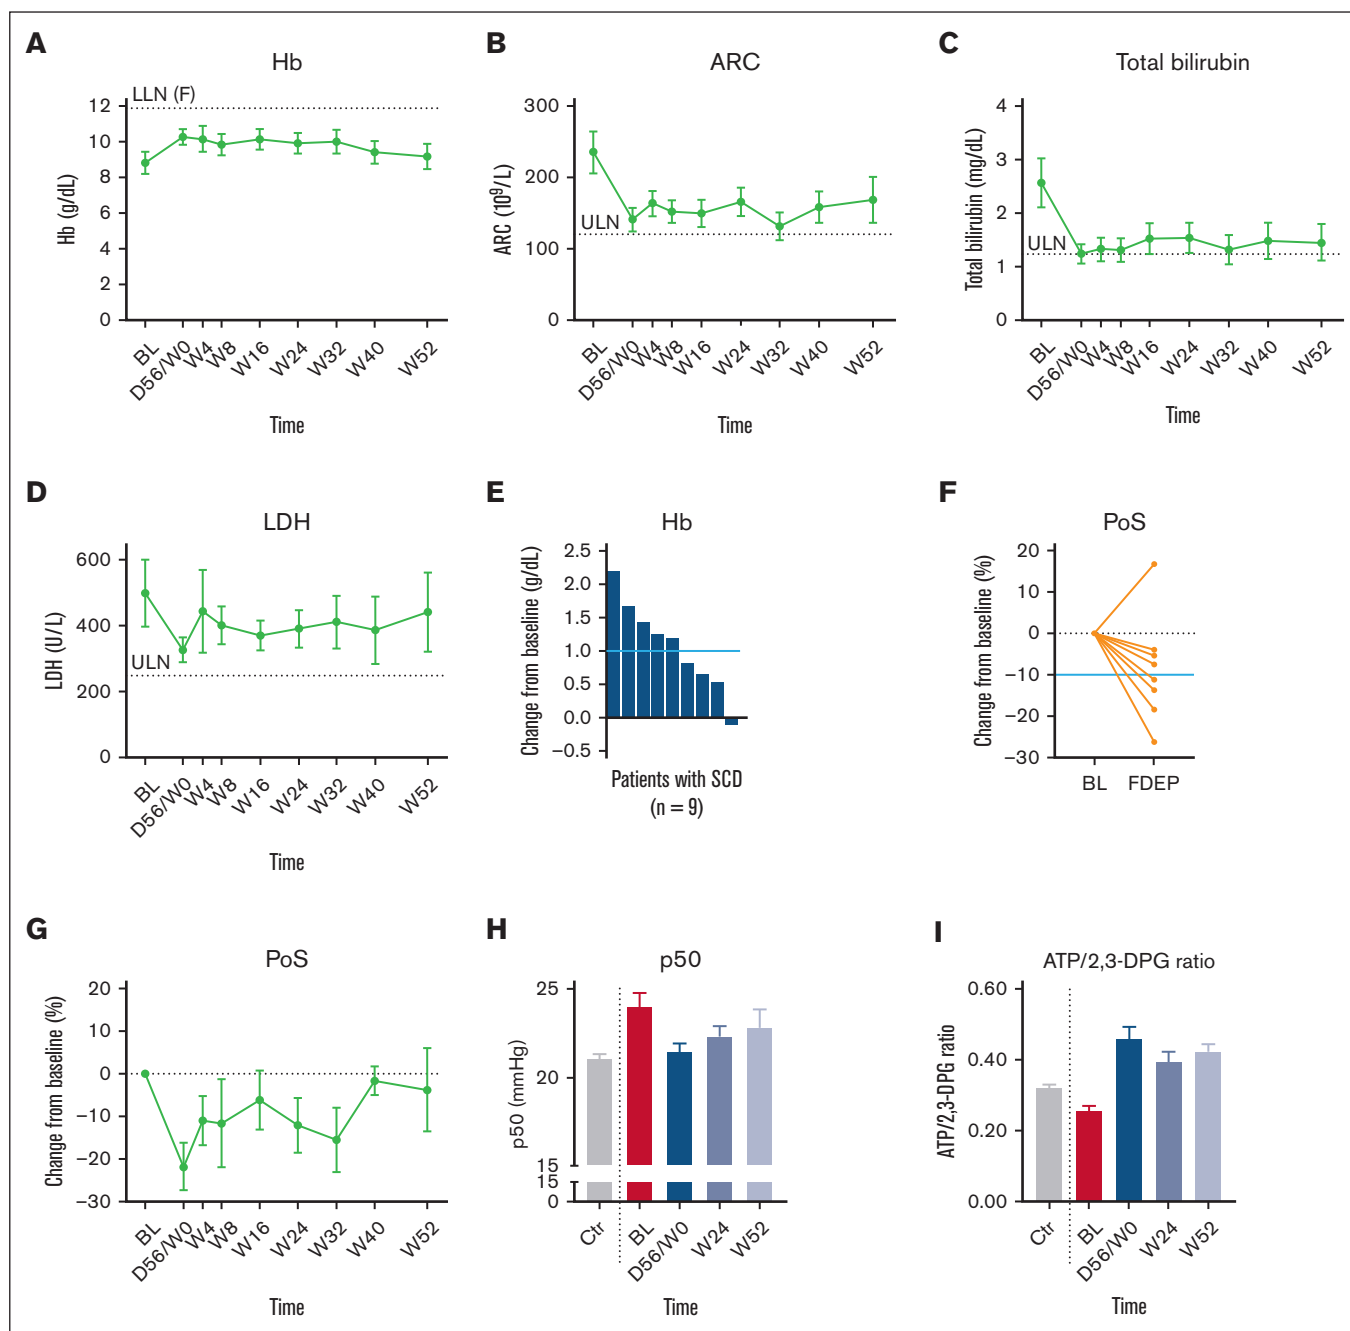 A
Hb
LLN (F)
12
10
8
6
4
2
0
Hb (g/dL)
BL
D56/W0
W4
W8
W16
W24
W32
W40
W52
Time
B
ARC
300
200
100
0
ULN
ARC (10⁹/L)
BL
D56/W0
W4
W8
W16
W24
W32
W40
W52
Time
C
Total bilirubin
4
3
2
1
0
ULN
Total bilirubin (mg/dL)
BL
D56/W0
W4
W8
W16
W24
W32
W40
W52
Time
D
LDH
600
400
200
0
ULN
LDH (U/L)
BL
D56/W0
W4
W8
W16
W24
W32
W40
W52
Time
E
Hb
2.5
2.0
1.5
1.0
0.5
0.0
−0.5
Change from baseline (g/dL)
Patients with SCD
(n = 9)
F
PoS
20
10
0
−10
−20
−30
Change from baseline (%)
BL
FDEP
G
PoS
20
10
0
−10
−20
−30
Change from baseline (%)
BL
D56/W0
W4
W8
W16
W24
W32
W40
W52
Time
H
p50
25
20
15
15
0
p50 (mmHg)
Ctr
BL
D56/W0
W24
W52
Time
I
ATP/2,3-DPG ratio
0.60
0.40
0.20
0.00
ATP/2,3-DPG ratio
Ctr
BL
D56/W0
W24
W52
Time